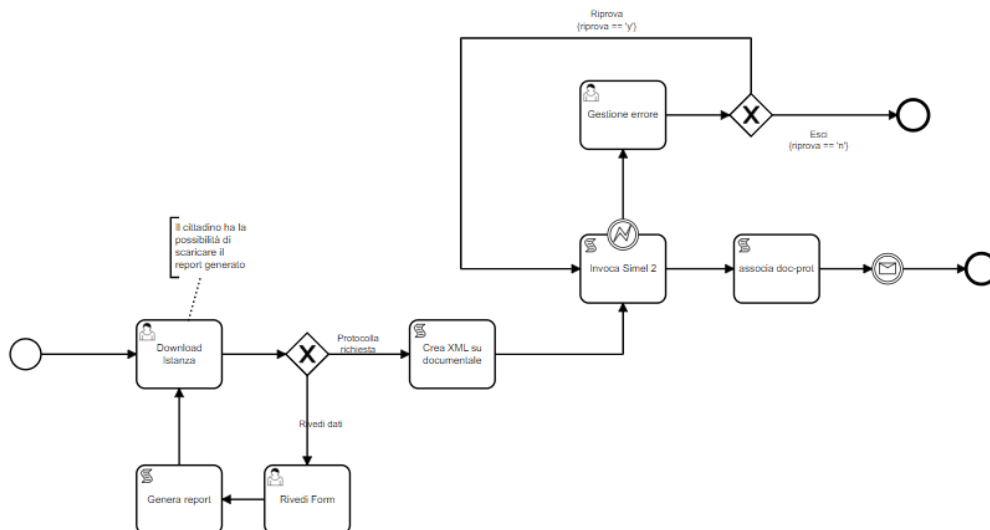 Riprova
{riprova == 'y'}
Gestione errore
Esci
{riprova == 'n'}
Il cittadino ha la
possibilità di
scaricare il
report generato
Invoca Simel 2
associa doc-prot
Download
Istanza
Protocolla
richiesta
Crea XML su
documentale
Rivedi dati
Genera report
Rivedi Form